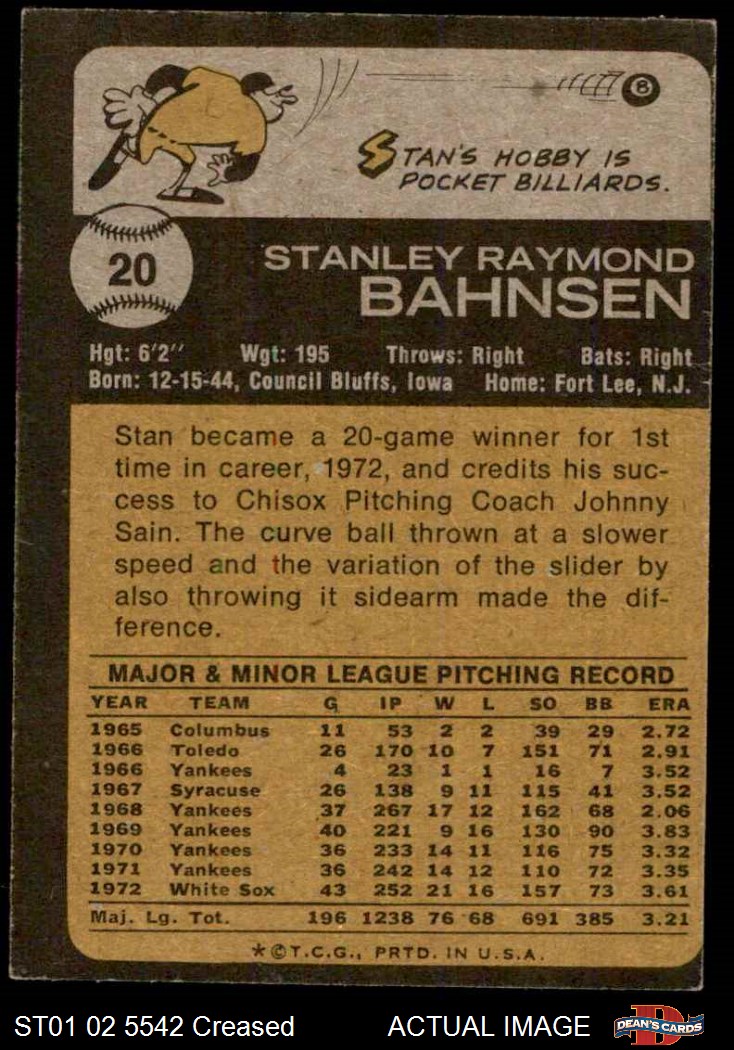 8
STAN'S HOBBY IS
POCKET BILLIARDS.
20
STANLEY RAYMOND
BAHNSEN
Hgt: 6'2" Wgt: 195 Throws: Right Bats: Right
Born: 12-15-44, Council Bluffs, Iowa Home: Fort Lee, N.J.
Stan became a 20-game winner for 1st
time in career, 1972, and credits his suc-
cess to Chisox Pitching Coach Johnny
Sain. The curve ball thrown at a slower
speed and the variation of the slider by
also throwing it sidearm made the dif-
ference.
MAJOR & MINOR LEAGUE PITCHING RECORD
YEAR TEAM G IP W L SO BB ERA
1965 Columbus 11 53 2 2 39 29 2.72
1966 Toledo 26 170 10 7 151 71 2.91
1966 Yankees 4 23 1 1 16 7 3.52
1967 Syracuse 26 138 9 11 115 41 3.52
1968 Yankees 37 267 17 12 162 68 2.06
1969 Yankees 40 221 9 16 130 90 3.83
1970 Yankees 36 233 14 11 116 75 3.32
1971 Yankees 36 242 14 12 110 72 3.35
1972 White Sox 43 252 21 16 157 73 3.61
Maj. Lg. Tot. 196 1238 76 68 691 385 3.21
*©T.C.G., PRTD. IN U.S.A.
ST01 02 5542 Creased ACTUAL IMAGE D DEAN'S CARDS